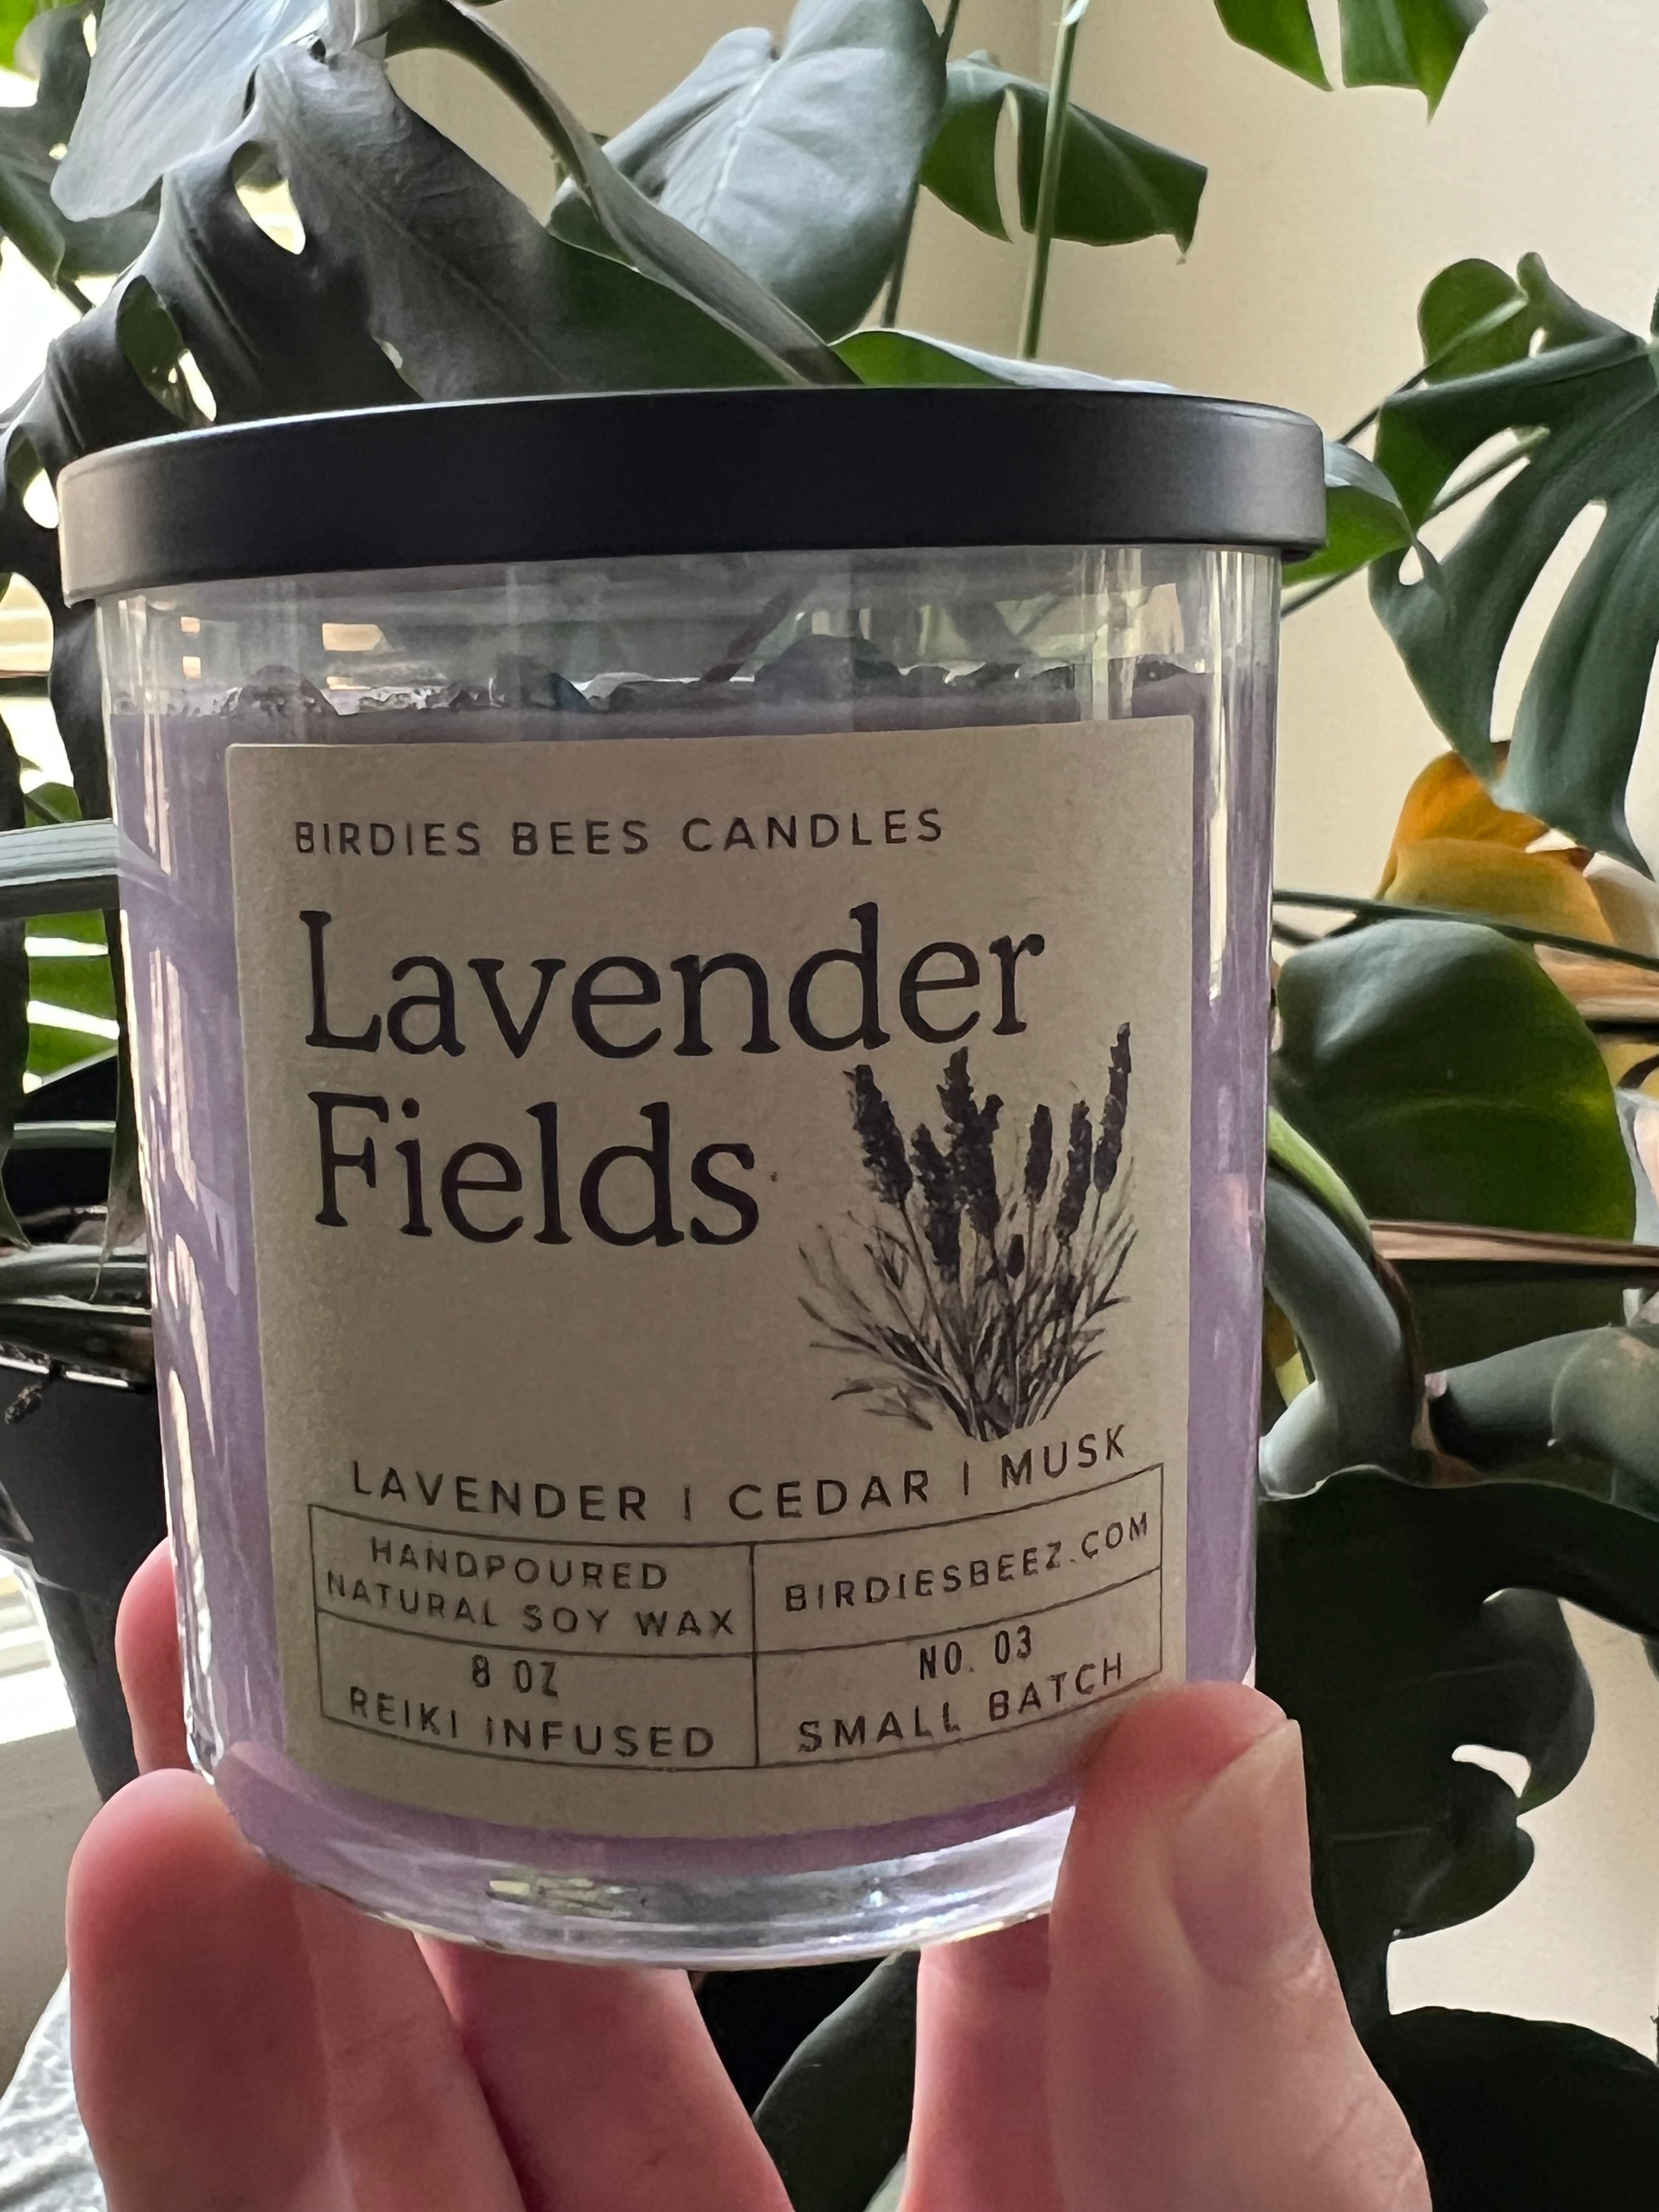 BIRDIES BEES CANDLES
Lavender
Fields
LAVENDER | CEDAR | MUSK
HANDPOURED
NATURAL SOY WAX
BIRDIESBEEZ.COM
8 OZ
REIKI INFUSED
NO. 03
SMALL BATCH